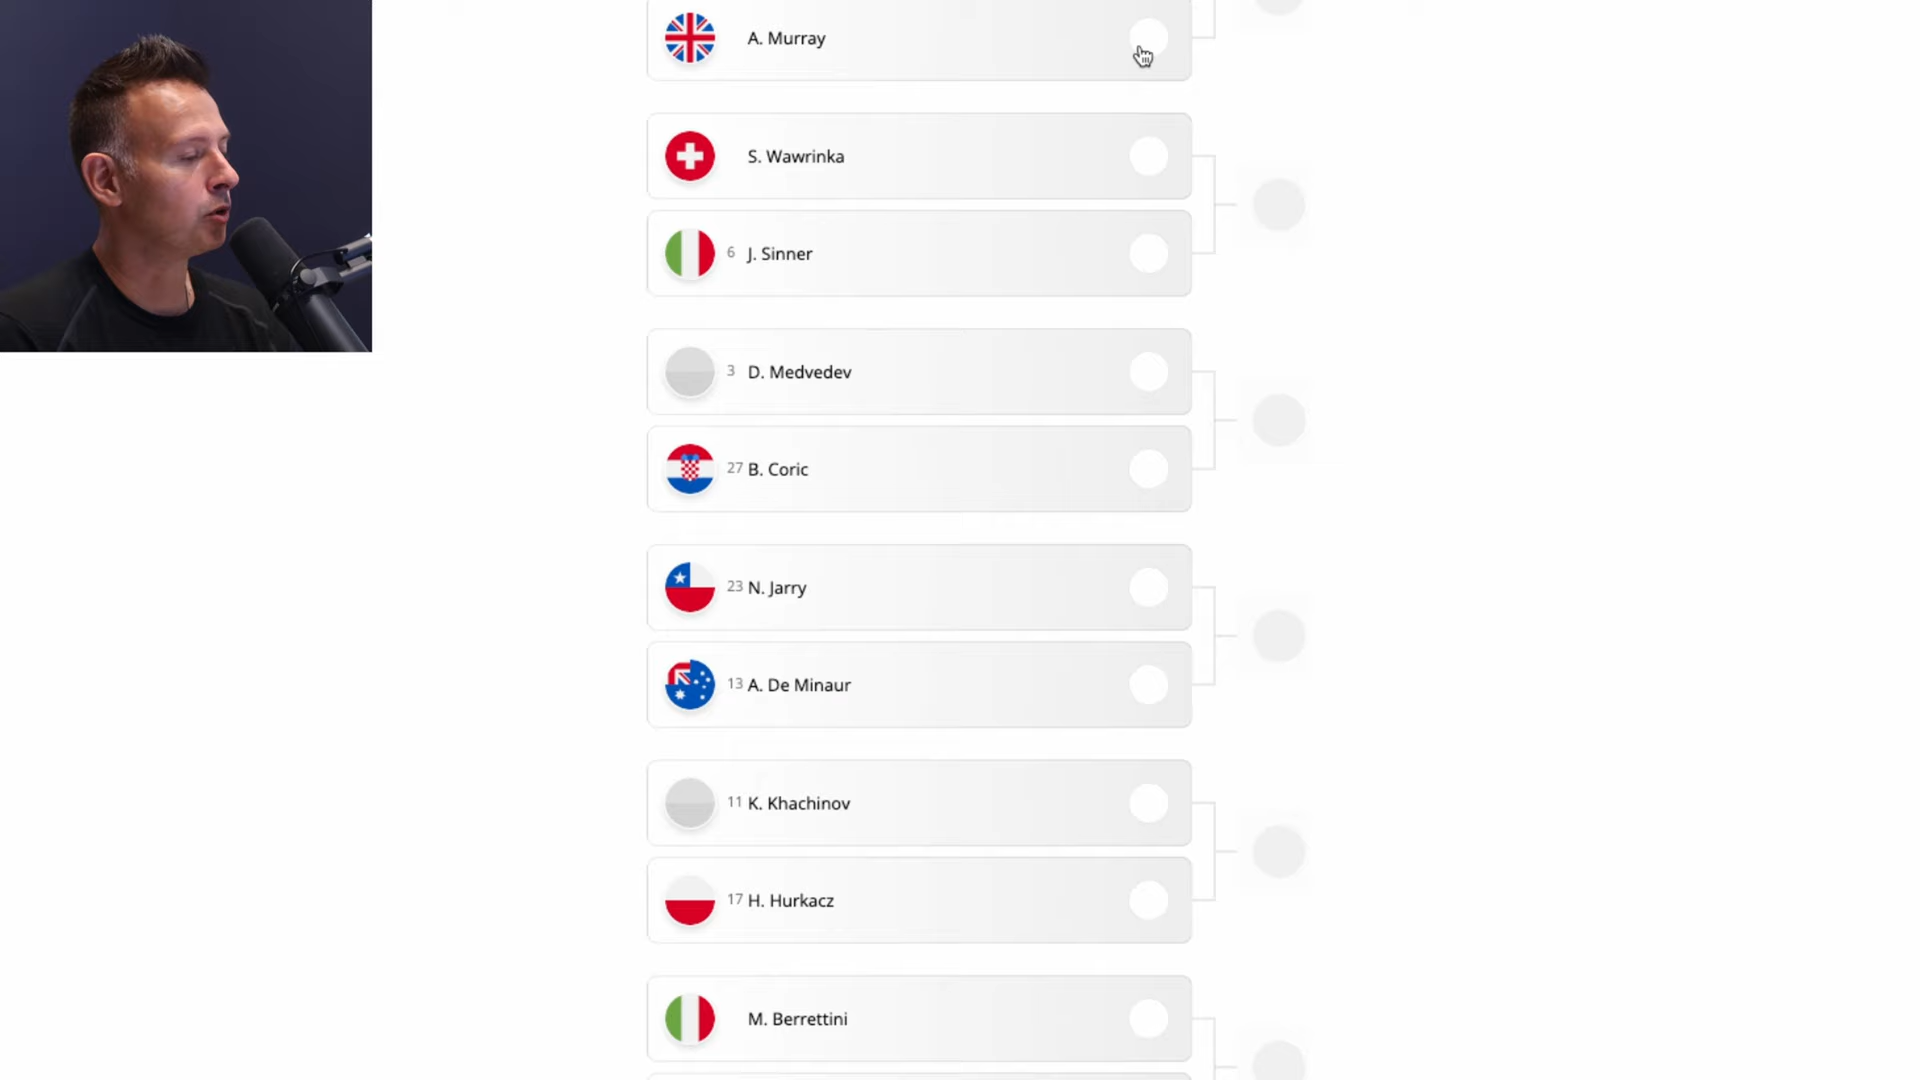 A. Murray
S. Wawrinka
6 J. Sinner
3 D. Medvedev
27 B. Coric
23 N. Jarry
13 A. De Minaur
11 K. Khachinov
17 H. Hurkacz
M. Berrettini